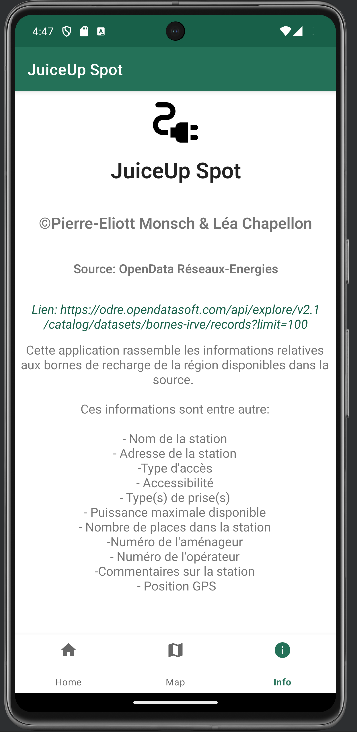 4:47
JuiceUp Spot
JuiceUp Spot
©Pierre-Eliott Monsch & Léa Chapellon
Source: OpenData Réseaux-Energies
Lien: https://odre.opendatasoft.com/api/explore/v2.1
/catalog/datasets/bornes-irve/records?limit=100
Cette application rassemble les informations relatives
aux bornes de recharge de la région disponibles dans la
source.
Ces informations sont entre autre:
- Nom de la station
- Adresse de la station
-Type d'accès
- Accessibilité
- Type(s) de prise(s)
- Puissance maximale disponible
- Nombre de places dans la station
-Numéro de l'aménageur
- Numéro de l'opérateur
-Commentaires sur la station
- Position GPS
Home Map Info